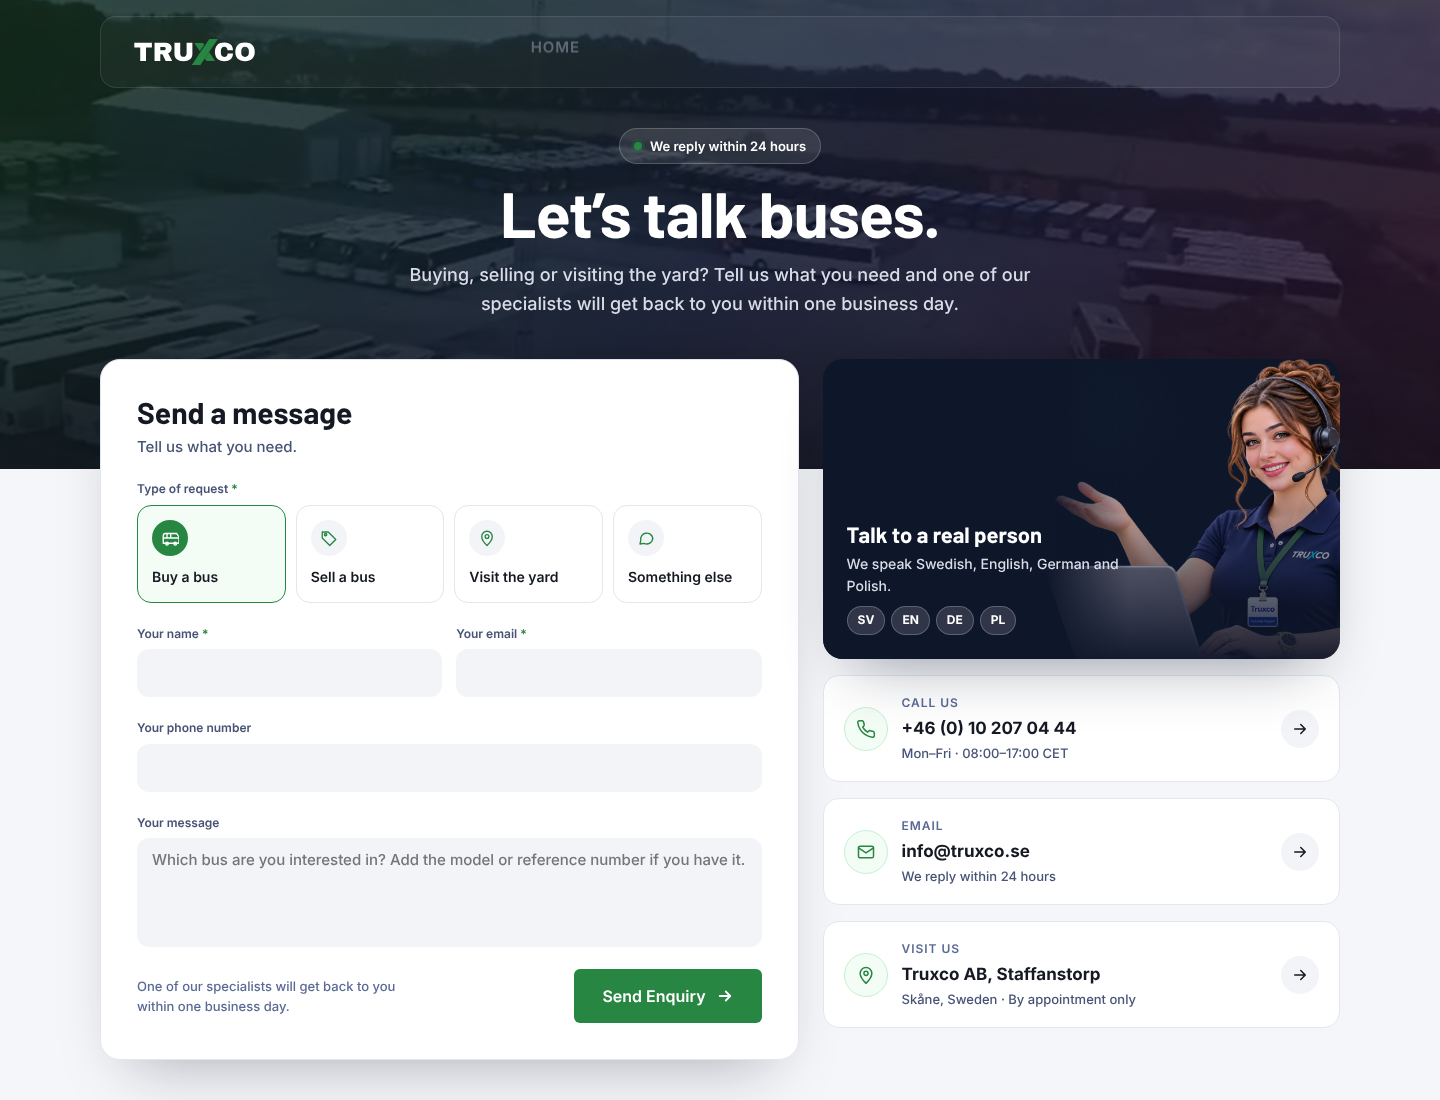 TRUXCO
HOME
We reply within 24 hours
Let’s talk buses.
Buying, selling or visiting the yard? Tell us what you need and one of our
specialists will get back to you within one business day.
Send a message
Tell us what you need.
Type of request *
Buy a bus
Sell a bus
Visit the yard
Something else
Your name *
Your email *
Your phone number
Your message
Which bus are you interested in? Add the model or reference number if you have it.
One of our specialists will get back to you
within one business day.
Send Enquiry
Talk to a real person
We speak Swedish, English, German and
Polish.
SV
EN
DE
PL
TRUXCO
Truxco
CALL US
+46 (0) 10 207 04 44
Mon–Fri · 08:00–17:00 CET
EMAIL
info@truxco.se
We reply within 24 hours
VISIT US
Truxco AB, Staffanstorp
Skåne, Sweden · By appointment only